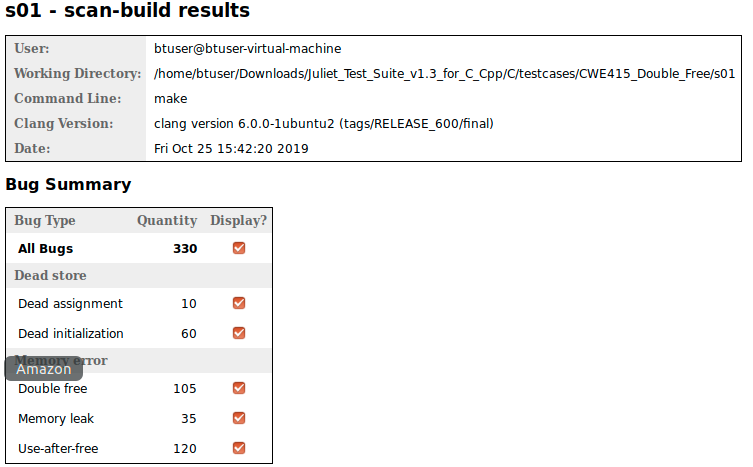 s01 - scan-build results
User: btuser@btuser-virtual-machine
Working Directory: /home/btuser/Downloads/Juliet_Test_Suite_v1.3_for_C_Cpp/C/testcases/CWE415_Double_Free/s01
Command Line: make
Clang Version: clang version 6.0.0-1ubuntu2 (tags/RELEASE_600/final)
Date: Fri Oct 25 15:42:20 2019
Bug Summary
Bug Type Quantity Display?
All Bugs 330
Dead store
Dead assignment 10
Dead initialization 60
Memory error
Amazon
Double free 105
Memory leak 35
Use-after-free 120